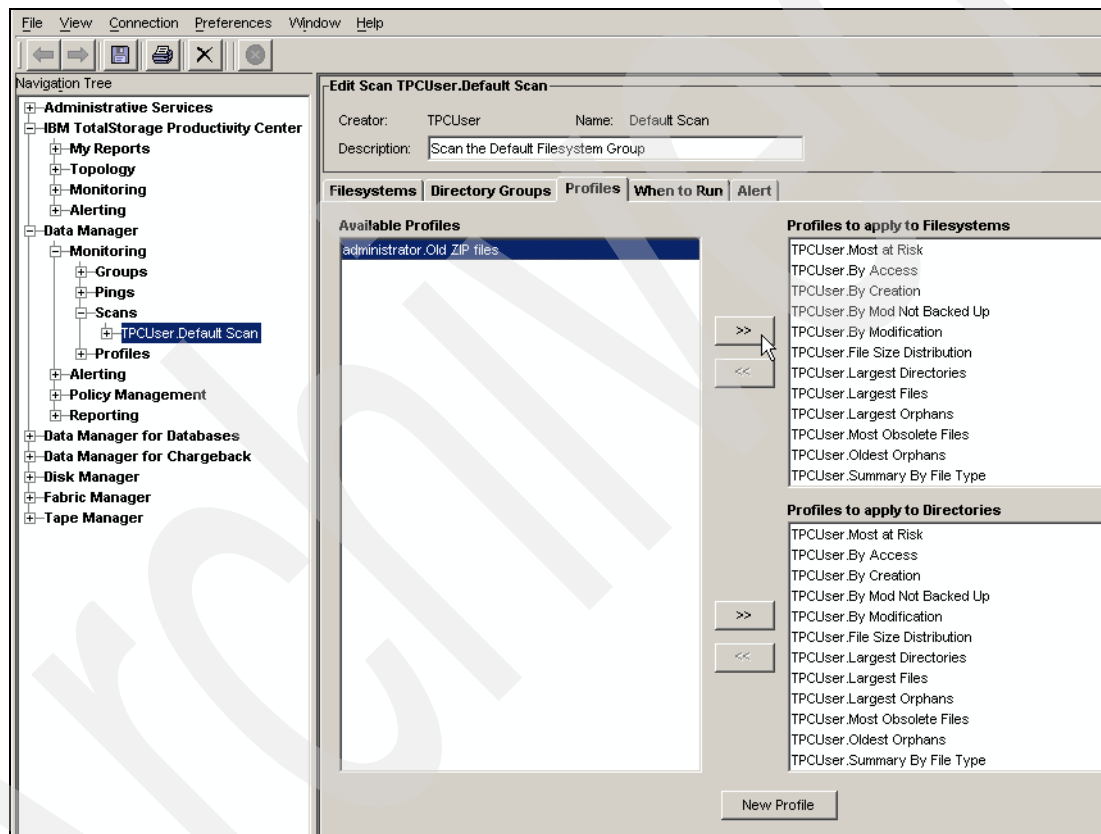 File View Connection Preferences Window Help
Navigation Tree
Administrative Services
IBM TotalStorage Productivity Center
My Reports
Topology
Monitoring
Alerting
Data Manager
Monitoring
Groups
Pings
Scans
TPCUser.Default Scan
Profiles
Alerting
Policy Management
Reporting
Data Manager for Databases
Data Manager for Chargeback
Disk Manager
Fabric Manager
Tape Manager
Edit Scan TPCUser.Default Scan
Creator: TPCUser Name: Default Scan
Description: Scan the Default Filesystem Group
Filesystems Directory Groups Profiles When to Run Alert
Available Profiles
administrator.Old ZIP files
>>
<<
>>
<<
Profiles to apply to Filesystems
TPCUser.Most at Risk
TPCUser.By Access
TPCUser.By Creation
TPCUser.By Mod Not Backed Up
TPCUser.By Modification
TPCUser.File Size Distribution
TPCUser.Largest Directories
TPCUser.Largest Files
TPCUser.Largest Orphans
TPCUser.Most Obsolete Files
TPCUser.Oldest Orphans
TPCUser.Summary By File Type
Profiles to apply to Directories
TPCUser.Most at Risk
TPCUser.By Access
TPCUser.By Creation
TPCUser.By Mod Not Backed Up
TPCUser.By Modification
TPCUser.File Size Distribution
TPCUser.Largest Directories
TPCUser.Largest Files
TPCUser.Largest Orphans
TPCUser.Most Obsolete Files
TPCUser.Oldest Orphans
TPCUser.Summary By File Type
New Profile